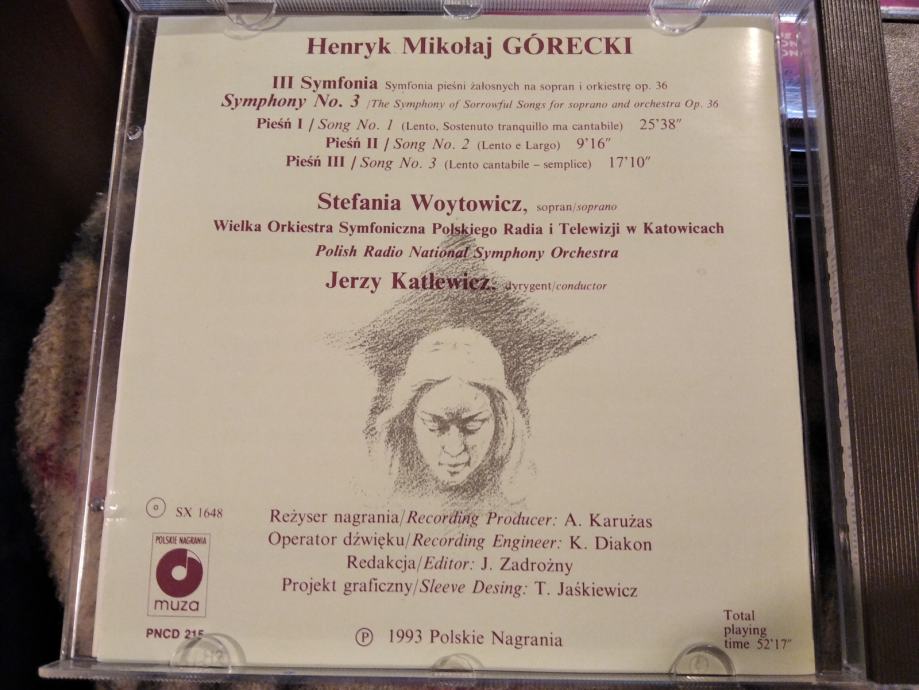 Henryk Mikołaj GÓRECKI
III Symfonia Symfonia pieśni żałosnych na sopran i orkiestrę op. 36
Symphony No. 3 /The Symphony of Sorrowful Songs for soprano and orchestra Op. 36
Pieśń I / Song No. 1 (Lento, Sostenuto tranquillo ma cantabile) 25'38"
Pieśń II / Song No. 2 (Lento e Largo) 9'16"
Pieśń III / Song No. 3 (Lento cantabile – semplice) 17'10"
Stefania Woytowicz, sopran/soprano
Wielka Orkiestra Symfoniczna Polskiego Radia i Telewizji w Katowicach
Polish Radio National Symphony Orchestra
Jerzy Katlewicz, dyrygent/conductor
SX 1648
Reżyser nagrania/Recording Producer: A. Karużas
Operator dźwięku/Recording Engineer: K. Diakon
Redakcja/Editor: J. Zadrożny
Projekt graficzny/Sleeve Desing: T. Jaśkiewicz
POLSKIE NAGRANIA
muza
PNCD 215
Ⓟ 1993 Polskie Nagrania
Total
playing
time 52'17"